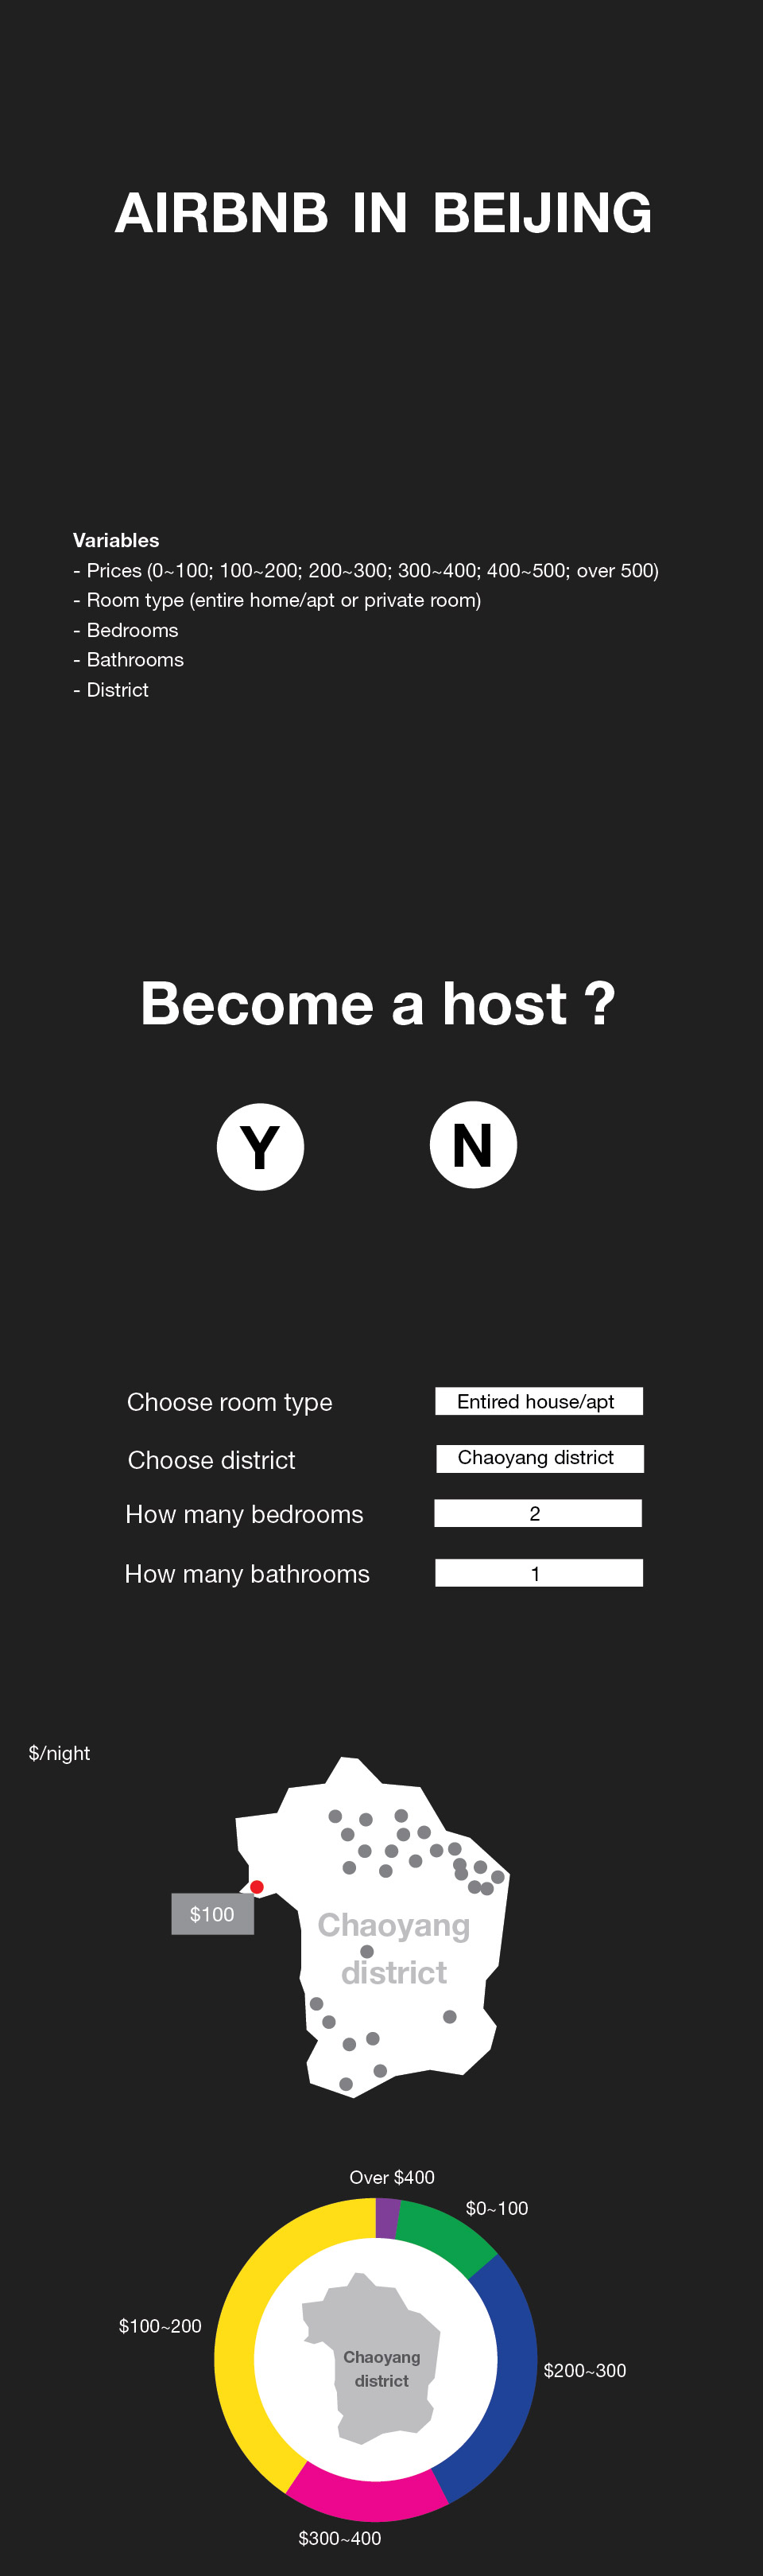 AIRBNB IN BEIJING
Variables
- Prices (0~100; 100~200; 200~300; 300~400; 400~500; over 500)
- Room type (entire home/apt or private room)
- Bedrooms
- Bathrooms
- District
Become a host ?
Y N
Choose room type Entired house/apt
Choose district Chaoyang district
How many bedrooms 2
How many bathrooms 1
$/night
$100
Chaoyang
district
Over $400
$0~100
$100~200
Chaoyang
district
$200~300
$300~400